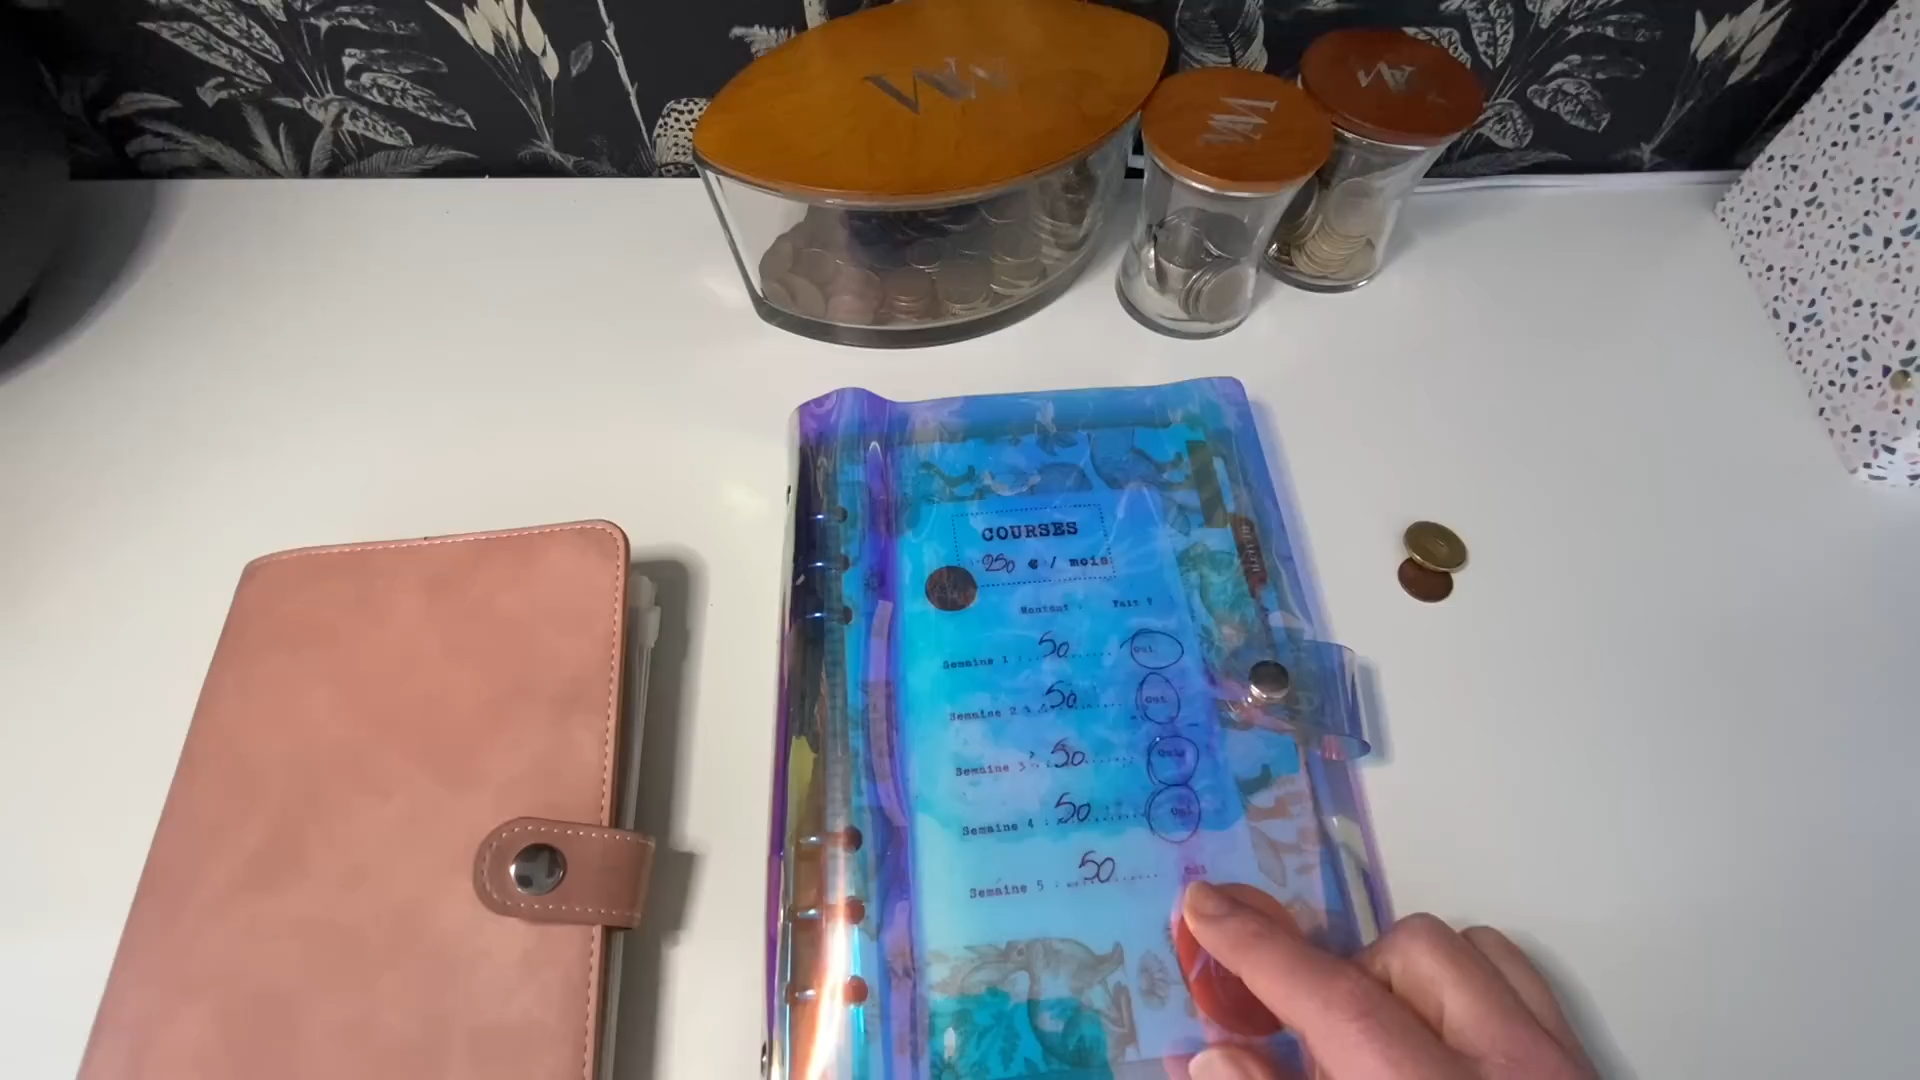 COURSES
250 € / mois
Montant : Fait ?
Semaine 1 : 50 Oui
Semaine 2 : 50 Oui
Semaine 3 : 50 Oui
Semaine 4 : 50 Oui
Semaine 5 : 50 Oui